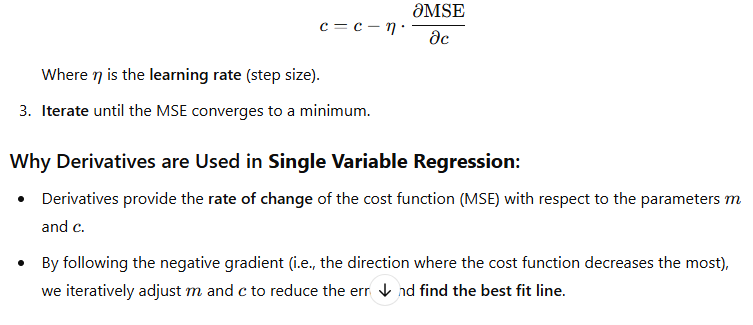 c = c − η · ∂MSE/∂c
Where η is the learning rate (step size).
3. Iterate until the MSE converges to a minimum.
Why Derivatives are Used in Single Variable Regression:
• Derivatives provide the rate of change of the cost function (MSE) with respect to the parameters m
and c.
• By following the negative gradient (i.e., the direction where the cost function decreases the most),
we iteratively adjust m and c to reduce the find the best fit line.